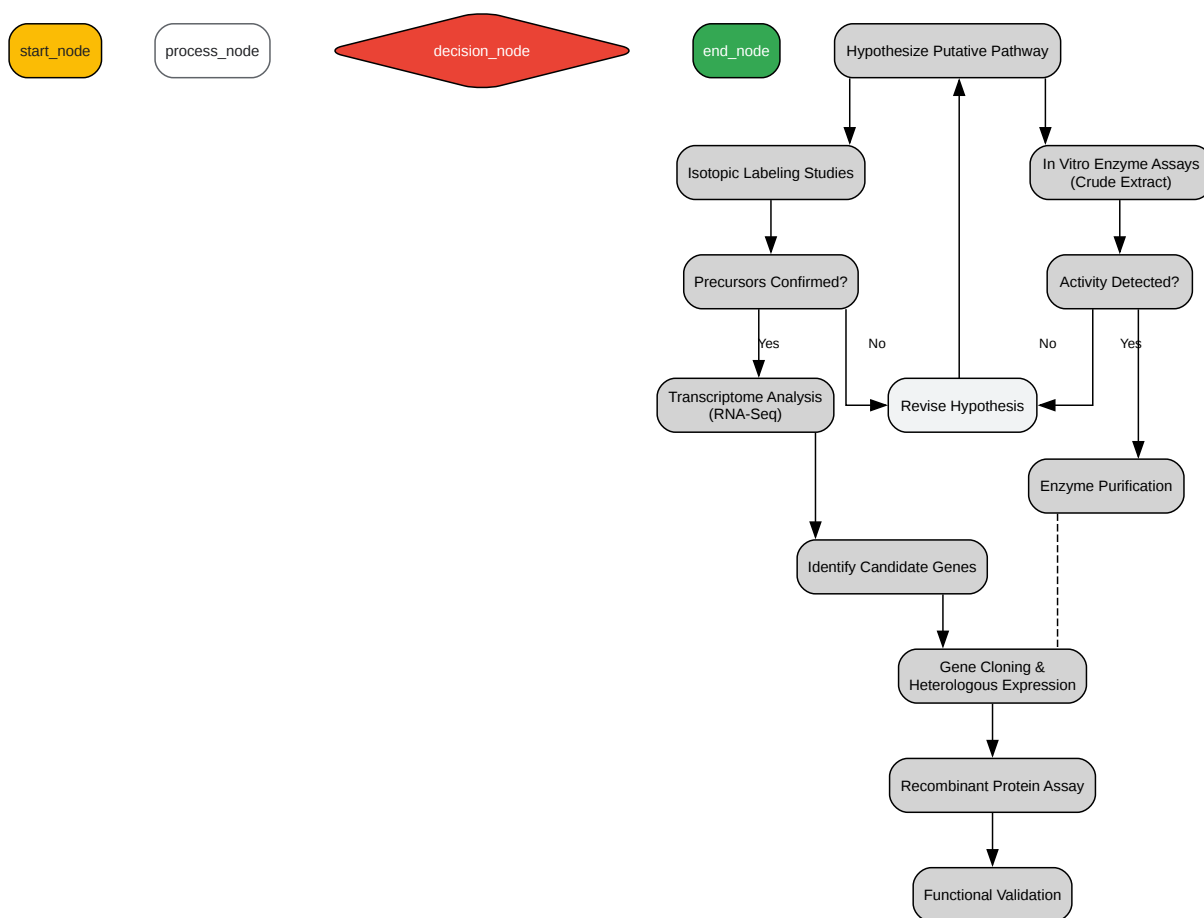 start_node
process_node
decision_node
end_node
Hypothesize Putative Pathway
Isotopic Labeling Studies
In Vitro Enzyme Assays
(Crude Extract)
Precursors Confirmed?
Activity Detected?
Yes
No
No
Yes
Transcriptome Analysis
(RNA-Seq)
Revise Hypothesis
Enzyme Purification
Identify Candidate Genes
Gene Cloning &
Heterologous Expression
Recombinant Protein Assay
Functional Validation